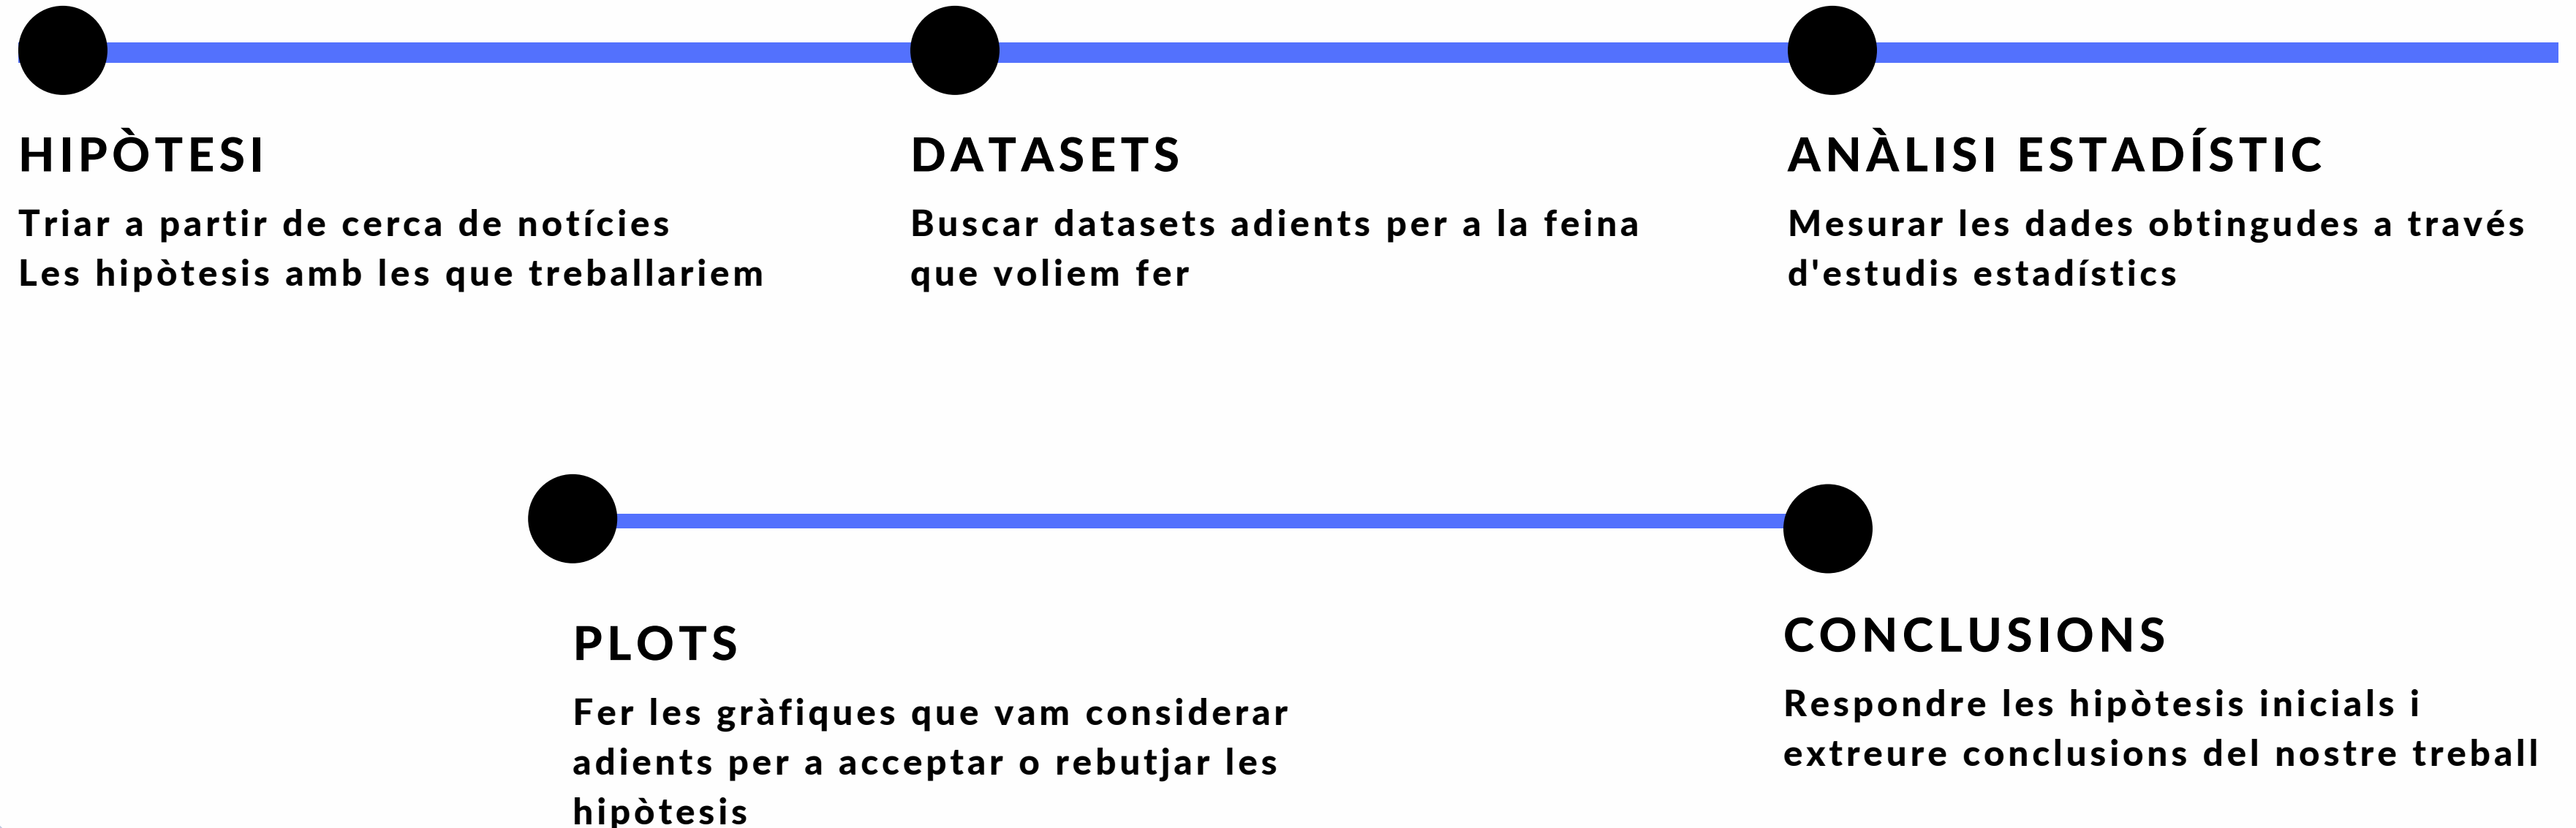 HIPÒTESI
Triar a partir de cerca de notícies
Les hipòtesis amb les que treballariem
DATASETS
Buscar datasets adients per a la feina
que voliem fer
ANÀLISI ESTADÍSTIC
Mesurar les dades obtingudes a través
d'estudis estadístics
PLOTS
Fer les gràfiques que vam considerar
adients per a acceptar o rebutjar les
hipòtesis
CONCLUSIONS
Respondre les hipòtesis inicials i
extreure conclusions del nostre treball